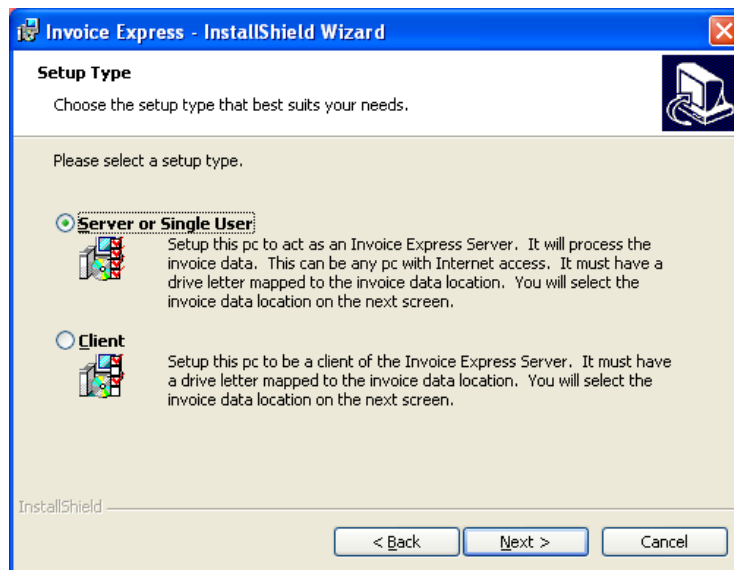 Invoice Express - InstallShield Wizard
Setup Type
Choose the setup type that best suits your needs.
Please select a setup type.
Server or Single User
Setup this pc to act as an Invoice Express Server. It will process the
invoice data. This can be any pc with Internet access. It must have a
drive letter mapped to the invoice data location. You will select the
invoice data location on the next screen.
Client
Setup this pc to be a client of the Invoice Express Server. It must have
a drive letter mapped to the invoice data location. You will select the
invoice data location on the next screen.
InstallShield
< Back Next > Cancel